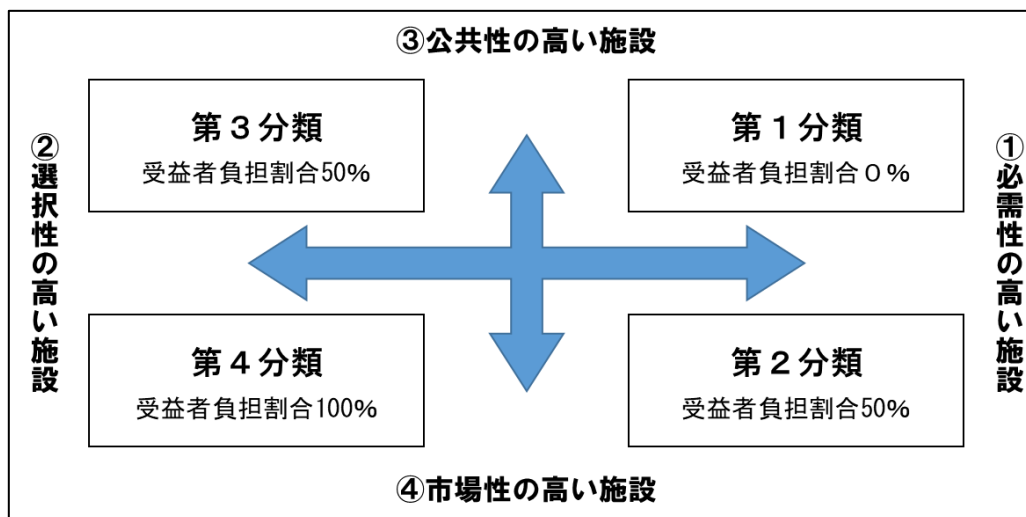 ③公共性の高い施設
第３分類
受益者負担割合50%
第１分類
受益者負担割合０％
②選択性の高い施設
①必需性の高い施設
第４分類
受益者負担割合100%
第２分類
受益者負担割合50%
④市場性の高い施設